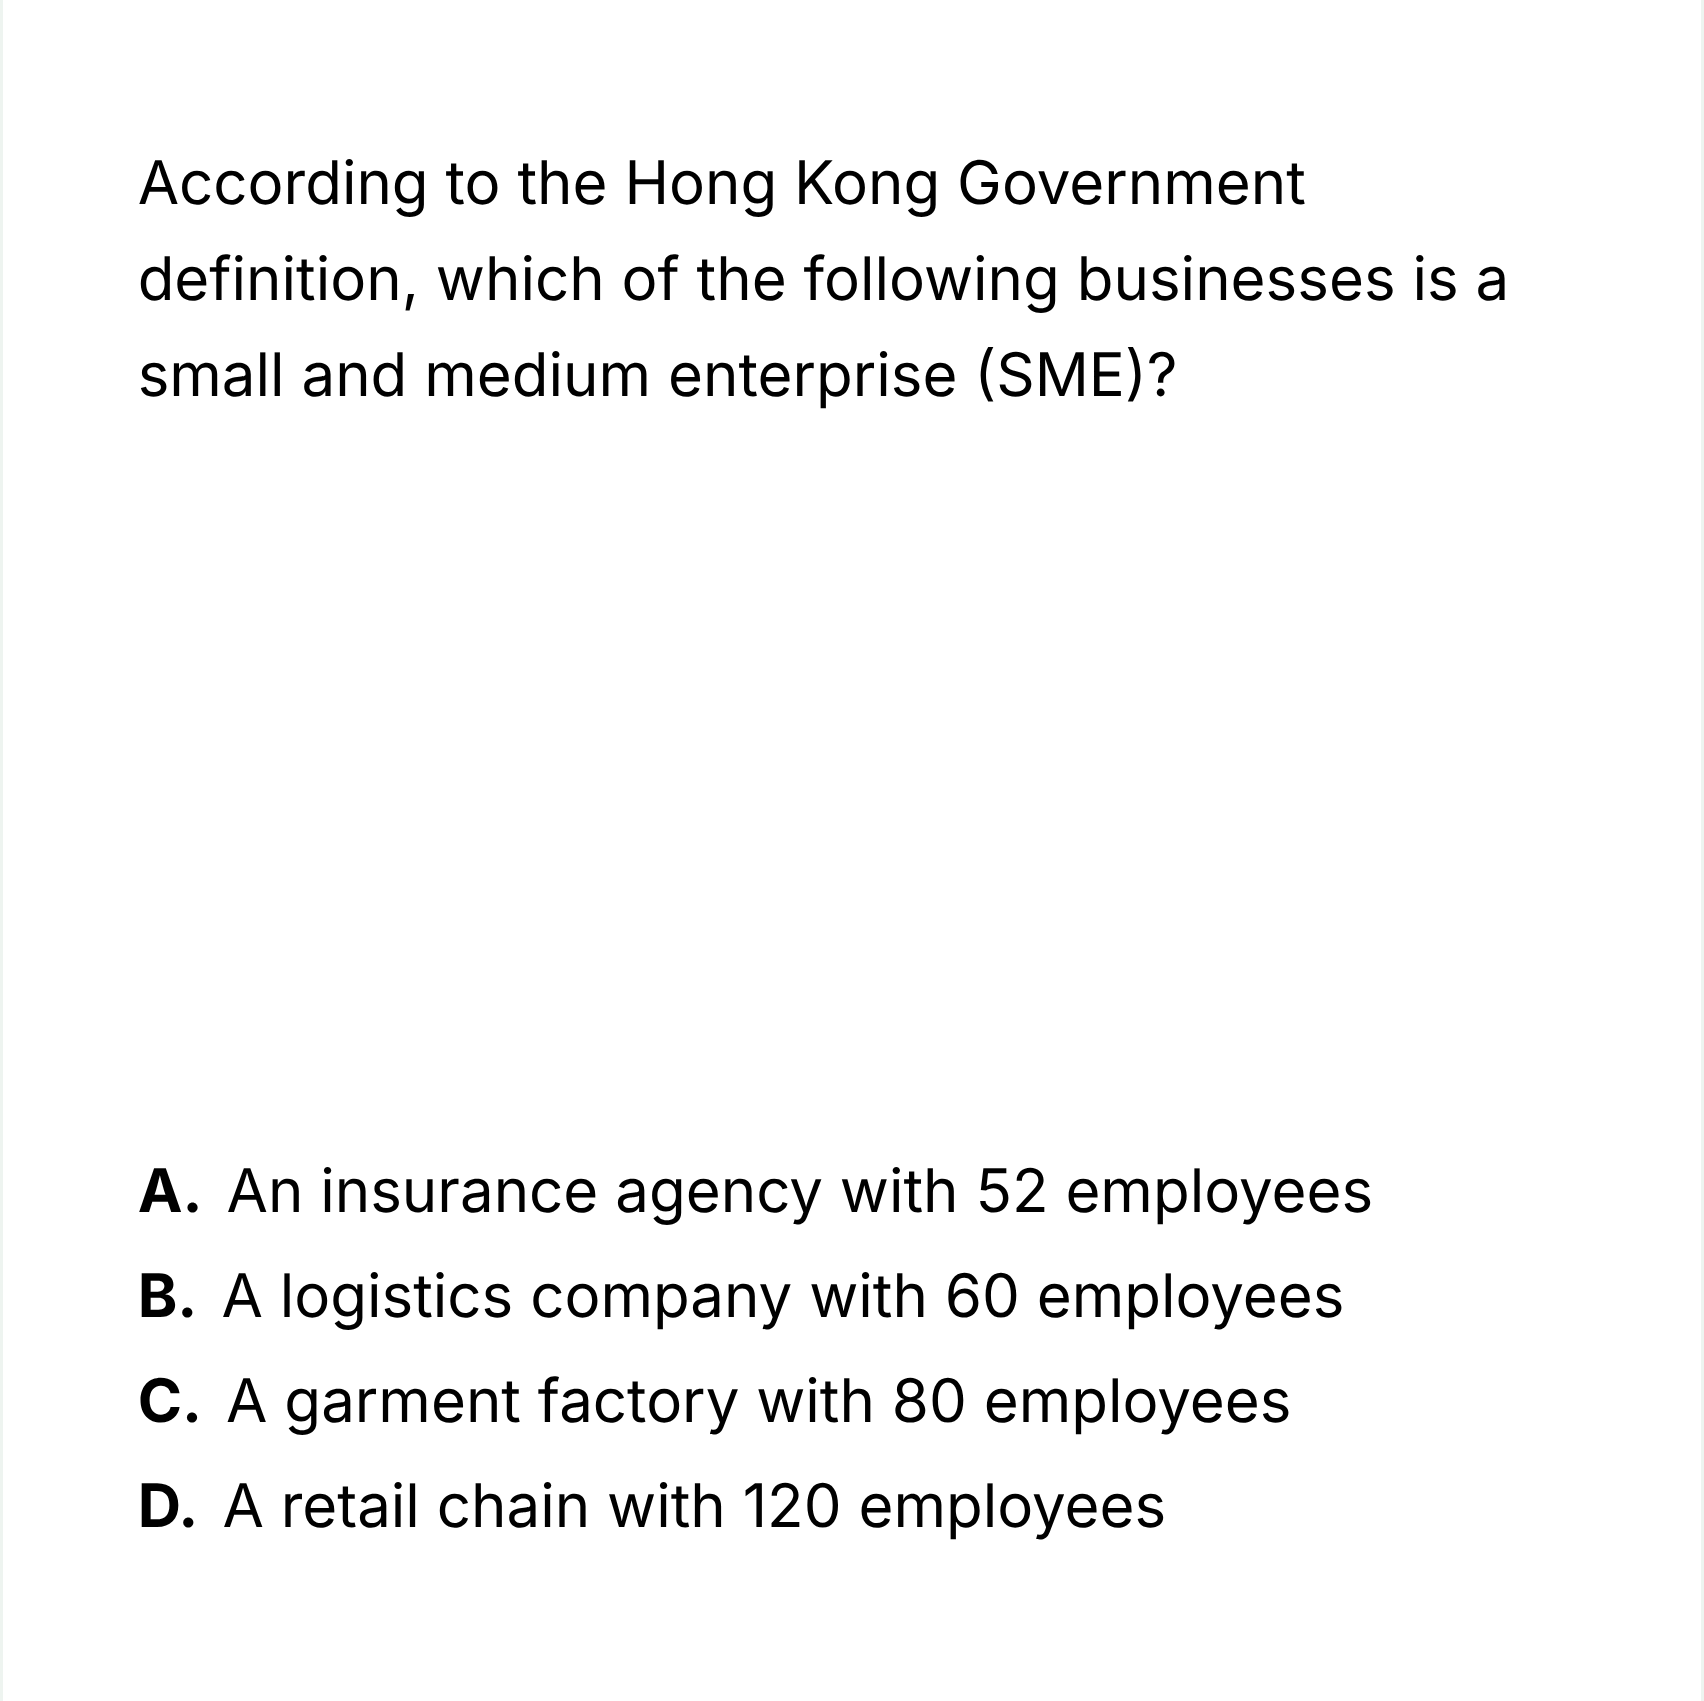 According to the Hong Kong Government
definition, which of the following businesses is a
small and medium enterprise (SME)?
A. An insurance agency with 52 employees
B. A logistics company with 60 employees
C. A garment factory with 80 employees
D. A retail chain with 120 employees